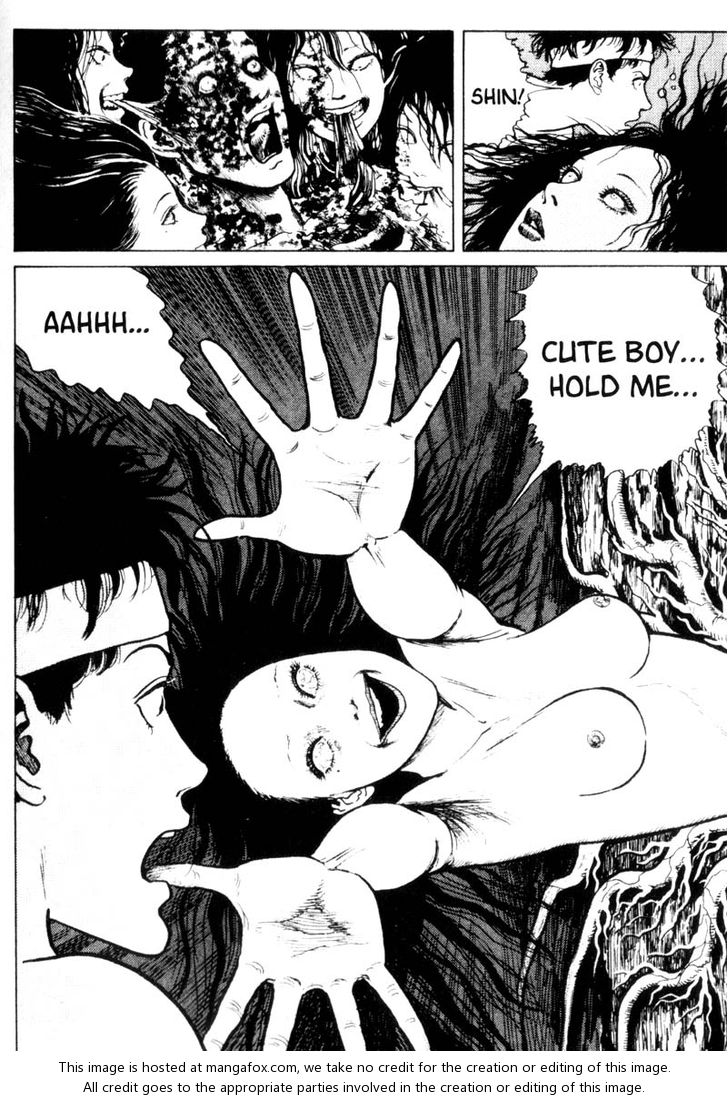 SHIN!
CUTE BOY...
HOLD ME...
AAHHH...
This image is hosted at mangafox.com, we take no credit for the creation or editing of this image.
All credit goes to the appropriate parties involved in the creation or editing of this image.